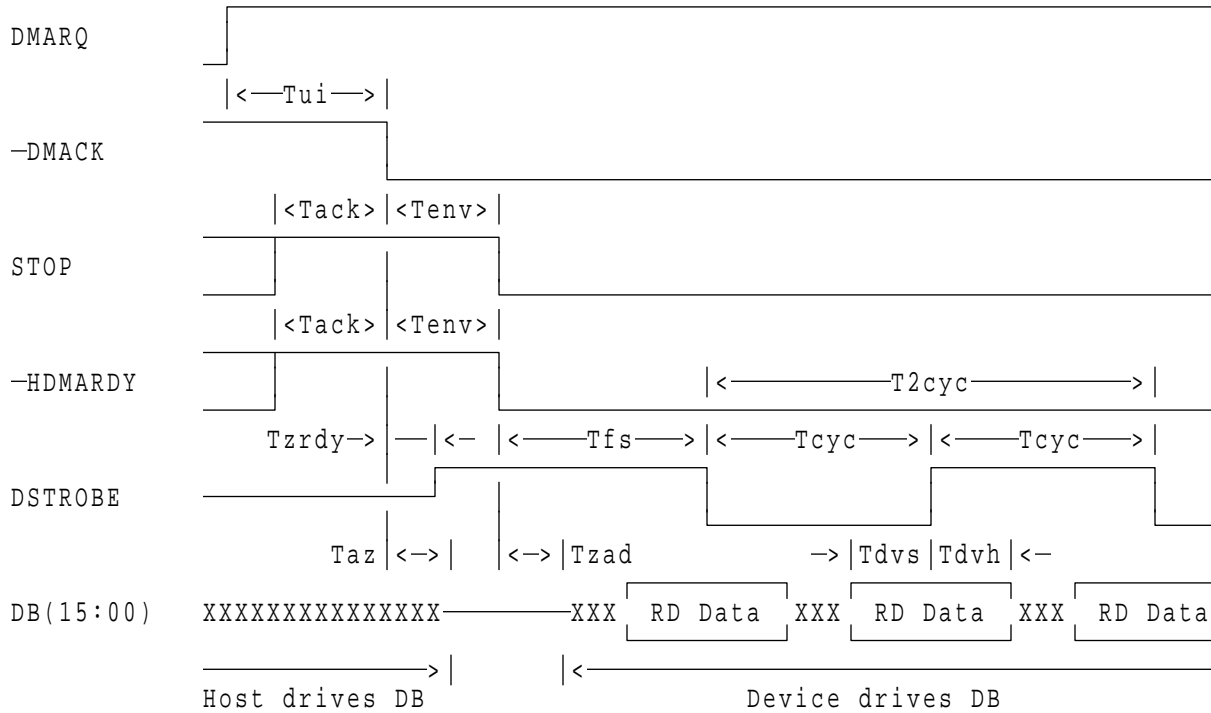 DMARQ
|<—Tui—>|
—DMACK
|<Tack>|<Tenv>|
STOP
|<Tack>|<Tenv>|
—HDMARDY |<——T2cyc——>|
Tzrdy—>| —|<— |<——Tfs——>|<——Tcyc——>|<——Tcyc——>|
DSTROBE
Taz|<—>| |<—>|Tzad —>|Tdvs|Tdvh|<—
DB(15:00) XXXXXXXXXXXXXXX———XXX RD Data XXX RD Data XXX RD Data
——>| |<——
Host drives DB Device drives DB